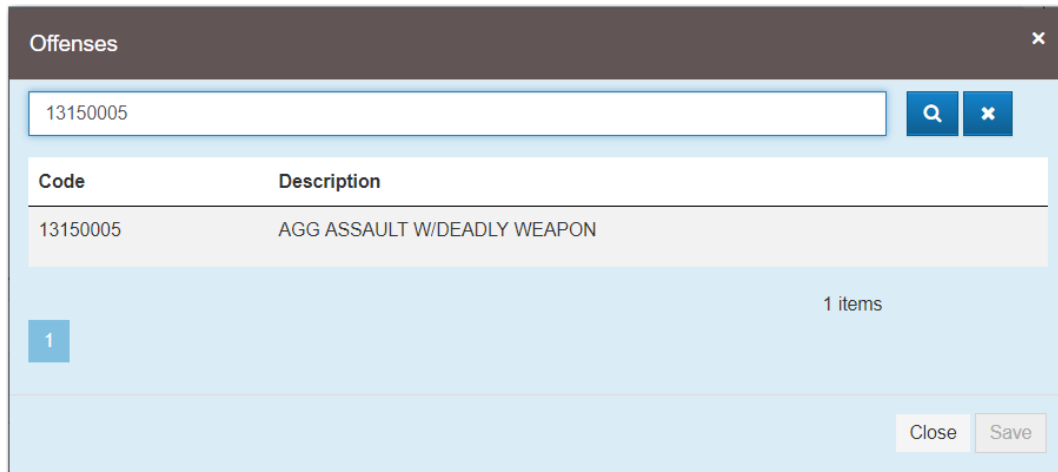 Offenses
13150005
Code Description
13150005 AGG ASSAULT W/DEADLY WEAPON
1 items
1
Close Save